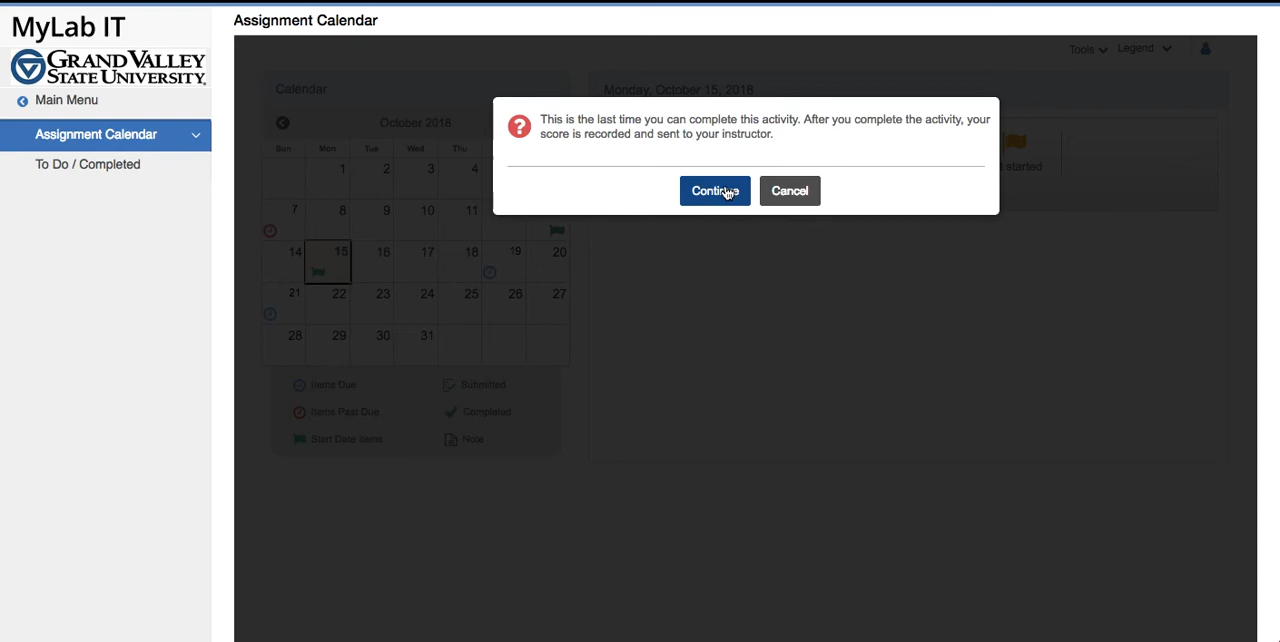 MyLab IT
GRAND VALLEY
STATE UNIVERSITY.
Main Menu
Assignment Calendar
To Do / Completed
Assignment Calendar
Tools
Legend
Calendar
Monday, October 15, 2018
This is the last time you can complete this activity. After you complete the activity, your
score is recorded and sent to your instructor.
Continue
Cancel
started
October 2018
Sun Mon Tue Wed Thu
1 2 3 4
7 8 9 10 11
14 15 16 17 18 19 20
21 22 23 24 25 26 27
28 29 30 31
Items Due
Submitted
Items Past Due
Completed
Start Date Items
Note